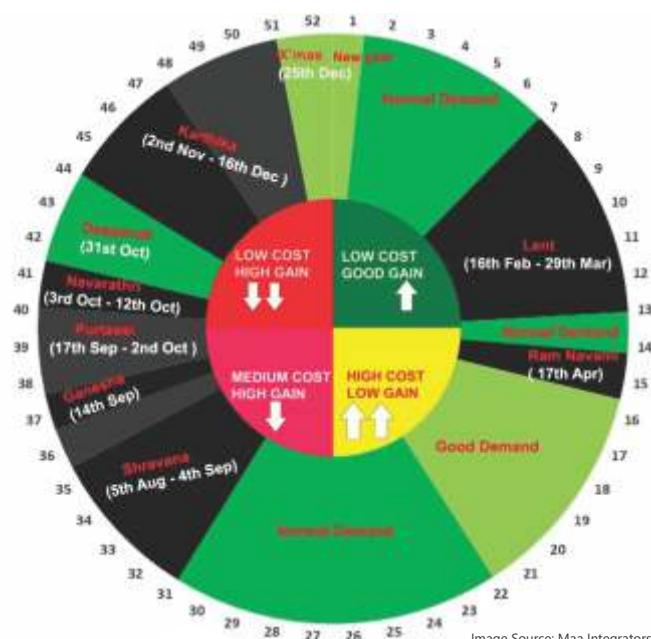 52
1
2
3
4
5
6
7
8
9
10
11
12
13
14
15
16
17
18
19
20
21
22
23
24
25
26
27
28
29
30
31
32
33
34
35
36
37
38
39
40
41
42
43
44
45
46
47
48
49
50
51
X'mas New year
(25th Dec)
Normal Demand
Lent
(16th Feb - 29th Mar)
Normal Demand
Ram Navami
( 17th Apr)
Good Demand
Normal Demand
Shravana
(5th Aug - 4th Sep)
Ganesha
(14th Sep)
(17th Sep - 2nd Oct )
Navarathri
(3rd Oct - 12th Oct)
(31st Oct)
Karthika
(2nd Nov - 16th Dec )
LOW COST
HIGH GAIN
LOW COST
GOOD GAIN
MEDIUM COST
HIGH GAIN
HIGH COST
LOW GAIN
Image Source: Maa Integrators